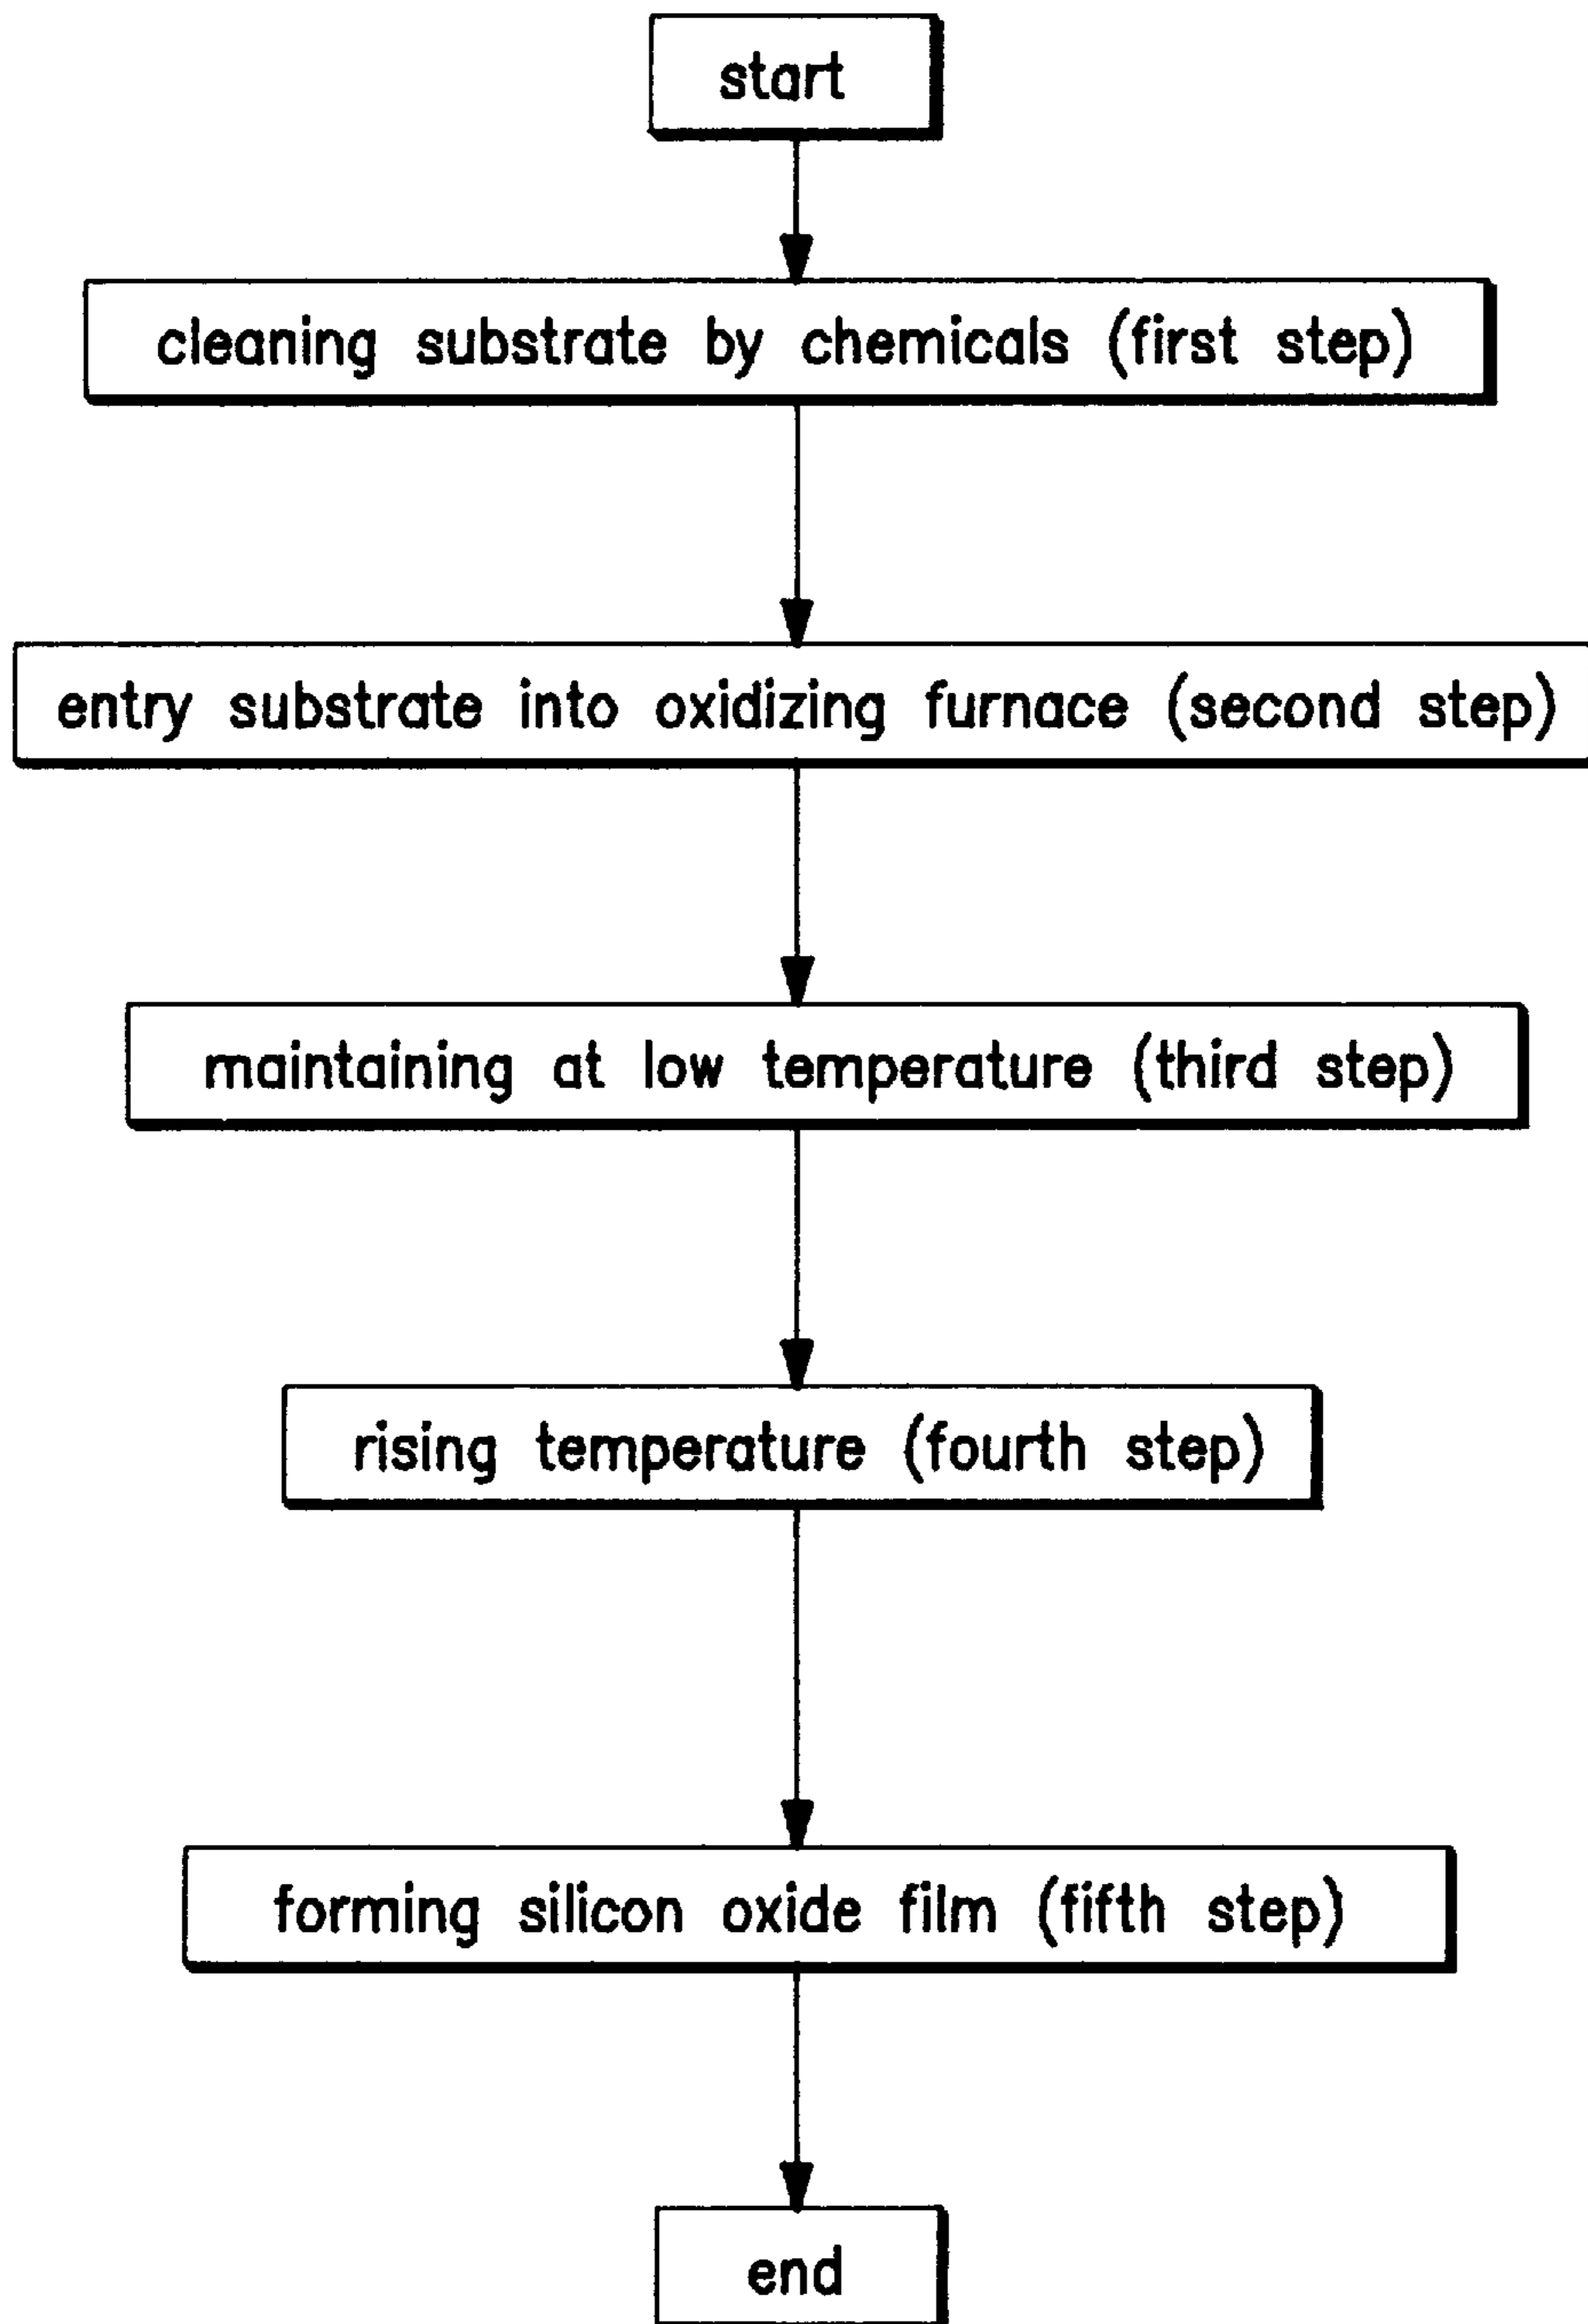 start
cleaning substrate by chemicals (first step)
entry substrate into oxidizing furnace (second step)
maintaining at low temperature (third step)
rising temperature (fourth step)
forming silicon oxide film (fifth step)
end